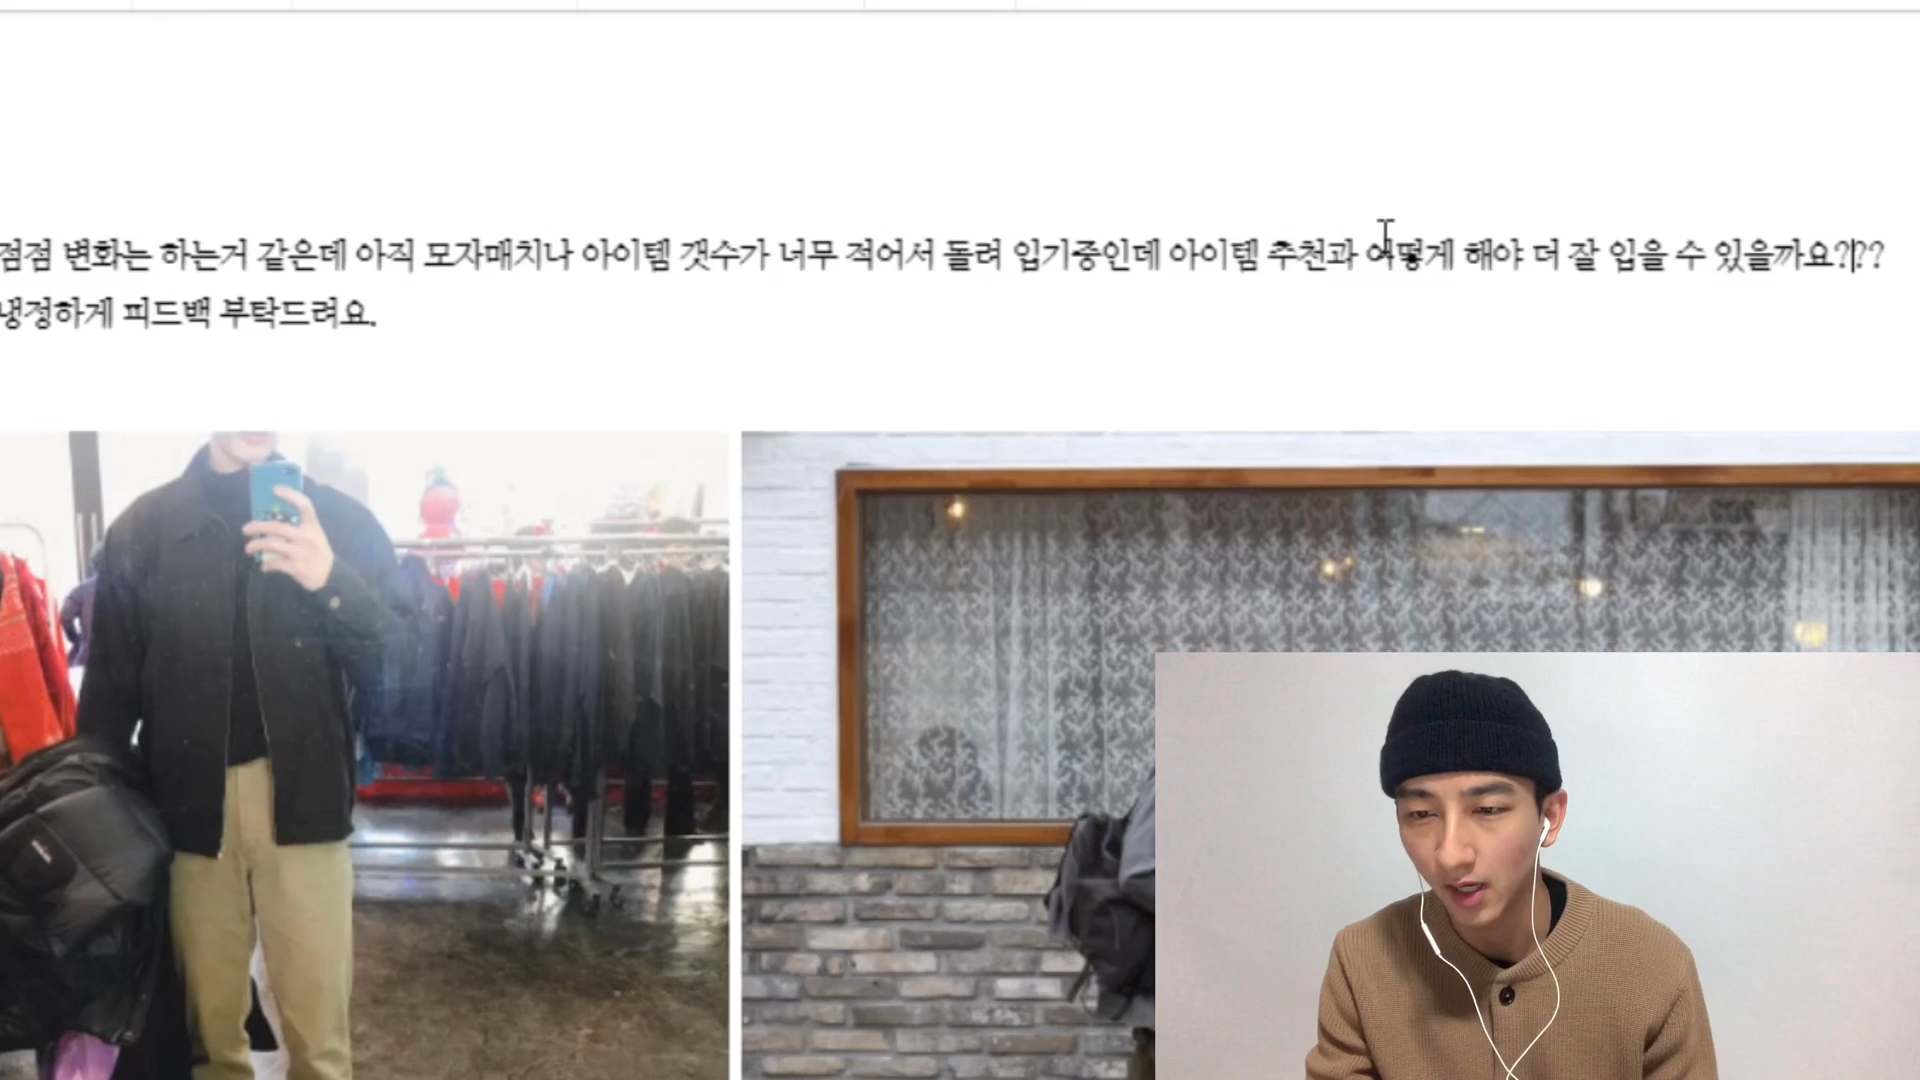 점점 변화는 하는거 같은데 아직 모자매치나 아이템 갯수가 너무 적어서 돌려 입기중인데 아이템 추천과 어떻게 해야 더 잘 입을 수 있을까요???
냉정하게 피드백 부탁드려요.